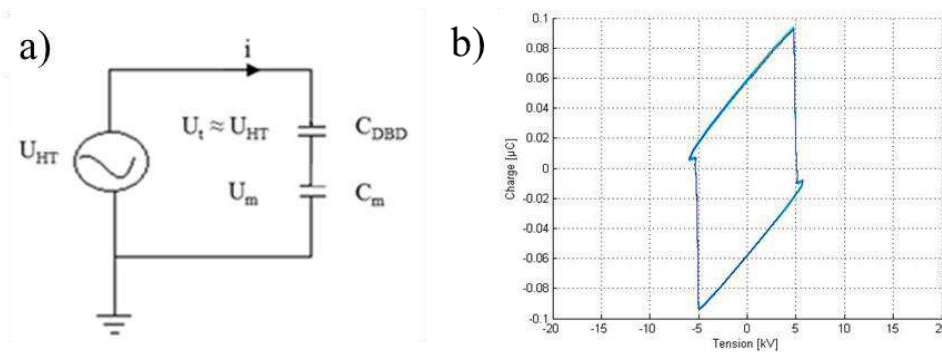 a)
i
U_HT
U_t ≈ U_HT
C_DBD
U_m
C_m
b)
Charge [µC]
0.1
0.08
0.06
0.04
0.02
0
-0.02
-0.04
-0.06
-0.08
-0.1
-20 -15 -10 -5 0 5 10 15 20
Tension [kV]